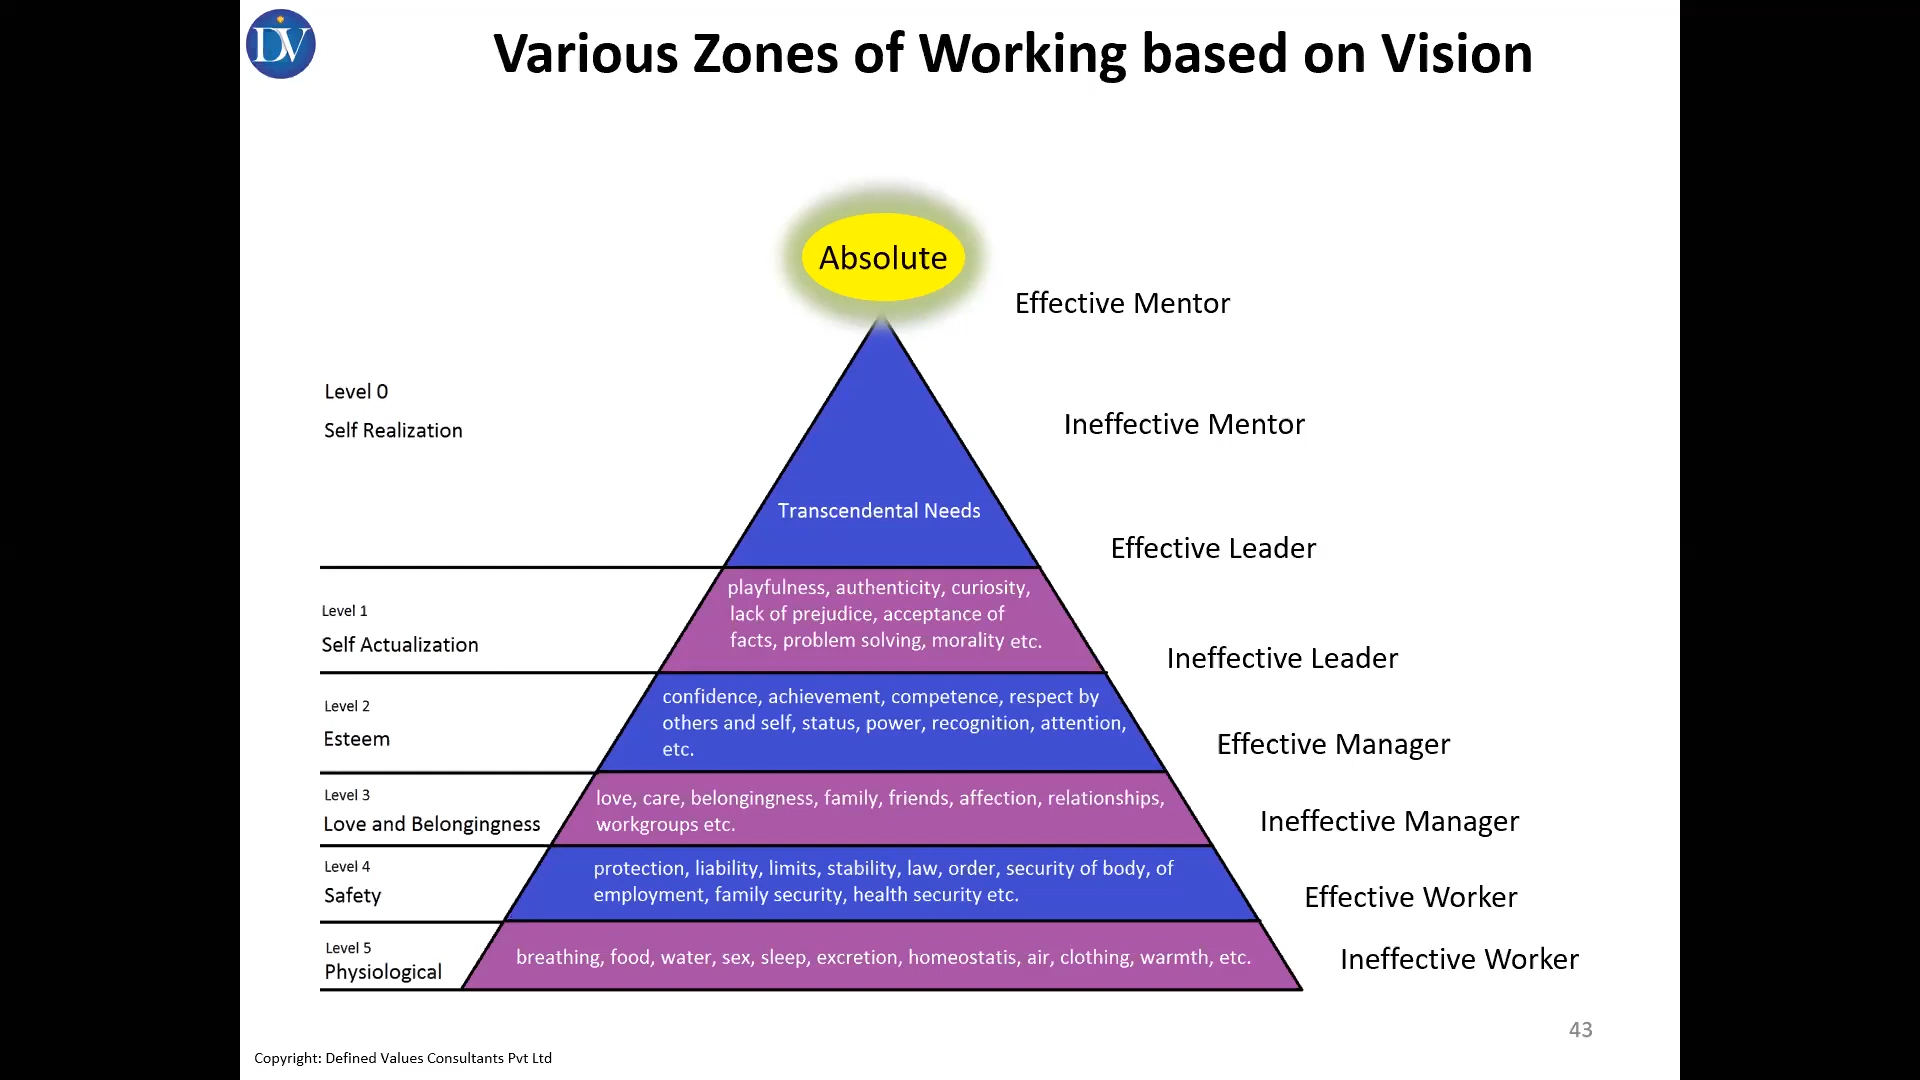 DV
Various Zones of Working based on Vision
Absolute
Effective Mentor
Level 0
Self Realization
Ineffective Mentor
Transcendental Needs
Effective Leader
Level 1
Self Actualization
playfulness, authenticity, curiosity,
lack of prejudice, acceptance of
facts, problem solving, morality etc.
Ineffective Leader
Level 2
Esteem
confidence, achievement, competence, respect by
others and self, status, power, recognition, attention,
etc.
Effective Manager
Level 3
Love and Belongingness
love, care, belongingness, family, friends, affection, relationships,
workgroups etc.
Ineffective Manager
Level 4
Safety
protection, liability, limits, stability, law, order, security of body, of
employment, family security, health security etc.
Effective Worker
Level 5
Physiological
breathing, food, water, sex, sleep, excretion, homeostatis, air, clothing, warmth, etc.
Ineffective Worker
43
Copyright: Defined Values Consultants Pvt Ltd